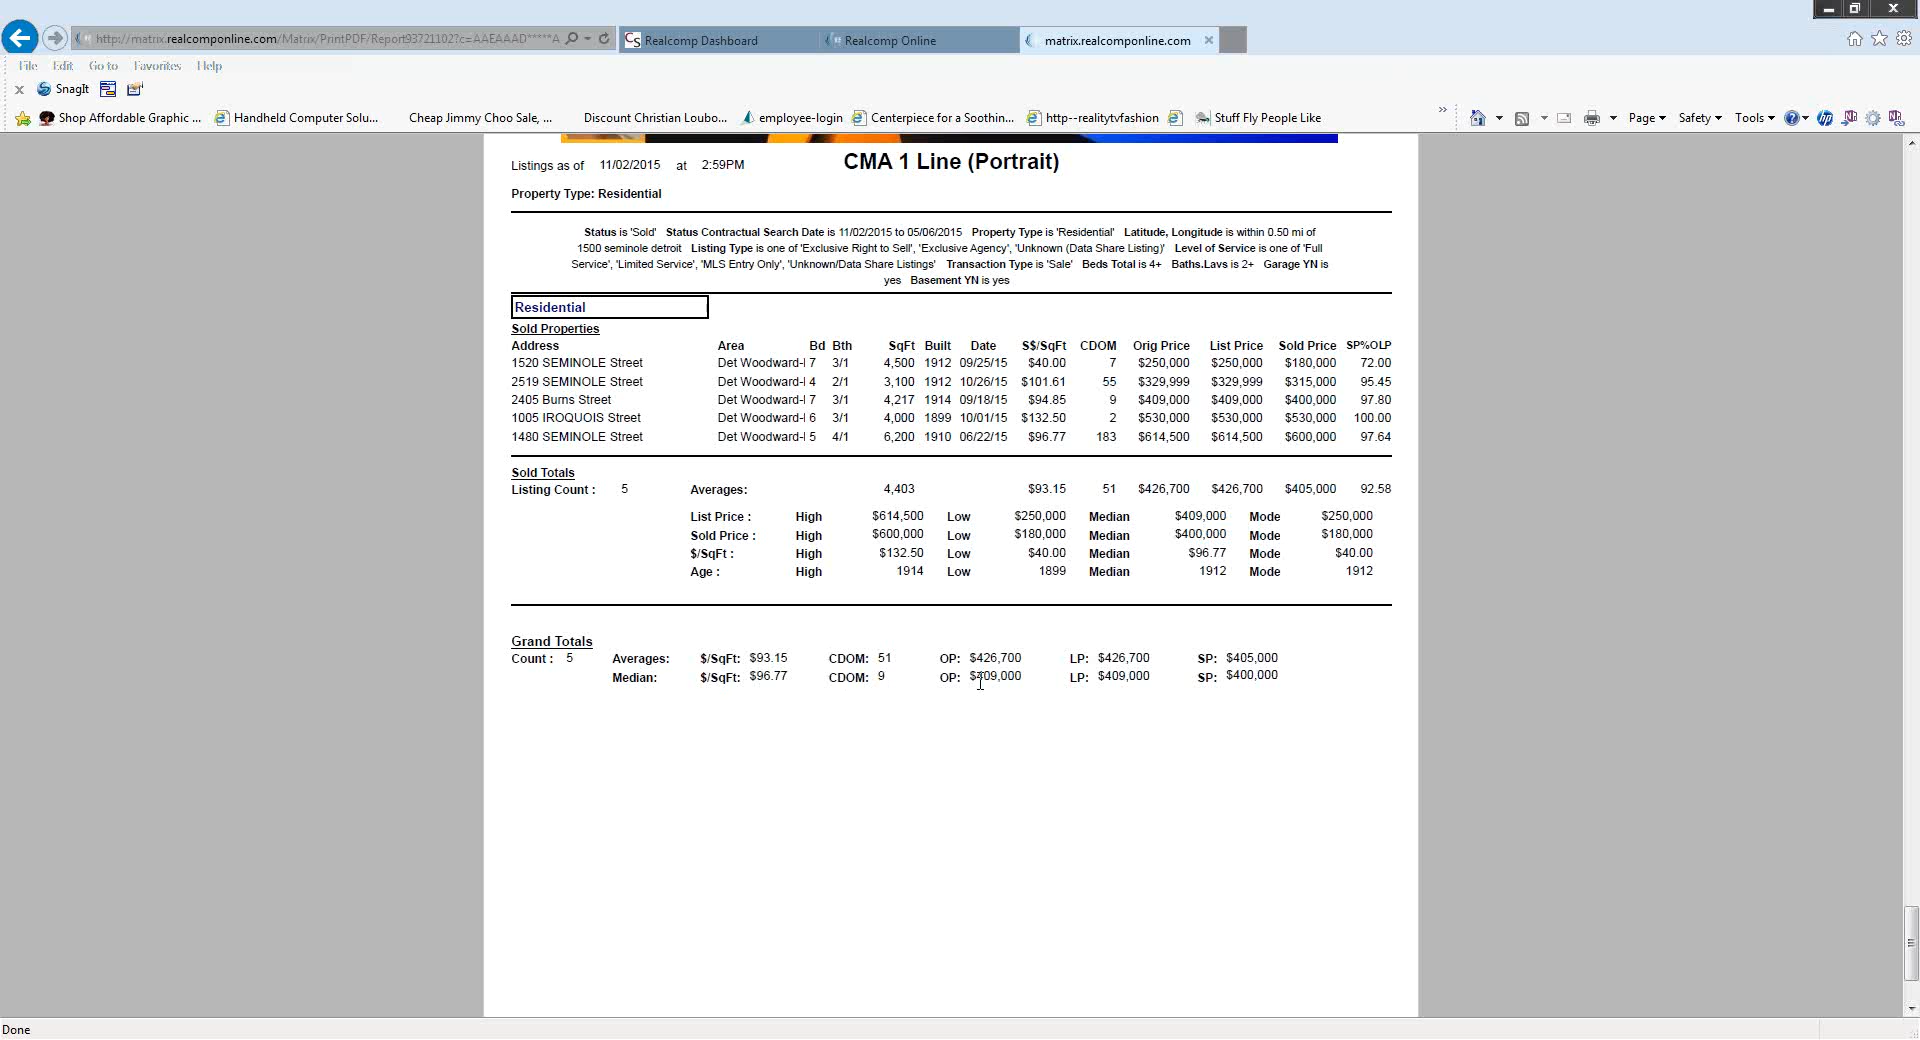 http://matrix.realcomponline.com/Matrix/PrintPDF/Report93721102?c=AAEAAAD*****A
Realcomp Dashboard
Realcomp Online
matrix.realcomponline.com
File Edit Go to Favorites Help
x SnagIt
Shop Affordable Graphic ... Handheld Computer Solu... Cheap Jimmy Choo Sale, ... Discount Christian Loubo... employee-login Centerpiece for a Soothin... http--realitytvfashion Stuff Fly People Like » Page Safety Tools
Listings as of 11/02/2015 at 2:59PM CMA 1 Line (Portrait)
Property Type: Residential
Status is 'Sold' Status Contractual Search Date is 11/02/2015 to 05/06/2015 Property Type is 'Residential' Latitude, Longitude is within 0.50 mi of
1500 seminole detroit Listing Type is one of 'Exclusive Right to Sell', 'Exclusive Agency', 'Unknown (Data Share Listing)' Level of Service is one of 'Full
Service', 'Limited Service', 'MLS Entry Only', 'Unknown/Data Share Listings' Transaction Type is 'Sale' Beds Total is 4+ Baths.Lavs is 2+ Garage YN is
yes Basement YN is yes
Residential
Sold Properties
Address Area Bd Bth SqFt Built Date S$/SqFt CDOM Orig Price List Price Sold Price SP%OLP
1520 SEMINOLE Street Det Woodward-I 7 3/1 4,500 1912 09/25/15 $40.00 7 $250,000 $250,000 $180,000 72.00
2519 SEMINOLE Street Det Woodward-I 4 2/1 3,100 1912 10/26/15 $101.61 55 $329,999 $329,999 $315,000 95.45
2405 Burns Street Det Woodward-I 7 3/1 4,217 1914 09/18/15 $94.85 9 $409,000 $409,000 $400,000 97.80
1005 IROQUOIS Street Det Woodward-I 6 3/1 4,000 1899 10/01/15 $132.50 2 $530,000 $530,000 $530,000 100.00
1480 SEMINOLE Street Det Woodward-I 5 4/1 6,200 1910 06/22/15 $96.77 183 $614,500 $614,500 $600,000 97.64
Sold Totals
Listing Count : 5 Averages: 4,403 $93.15 51 $426,700 $426,700 $405,000 92.58
List Price : High $614,500 Low $250,000 Median $409,000 Mode $250,000
Sold Price : High $600,000 Low $180,000 Median $400,000 Mode $180,000
$/SqFt : High $132.50 Low $40.00 Median $96.77 Mode $40.00
Age : High 1914 Low 1899 Median 1912 Mode 1912
Grand Totals
Count : 5 Averages: $/SqFt: $93.15 CDOM: 51 OP: $426,700 LP: $426,700 SP: $405,000
Median: $/SqFt: $96.77 CDOM: 9 OP: $409,000 LP: $409,000 SP: $400,000
Done